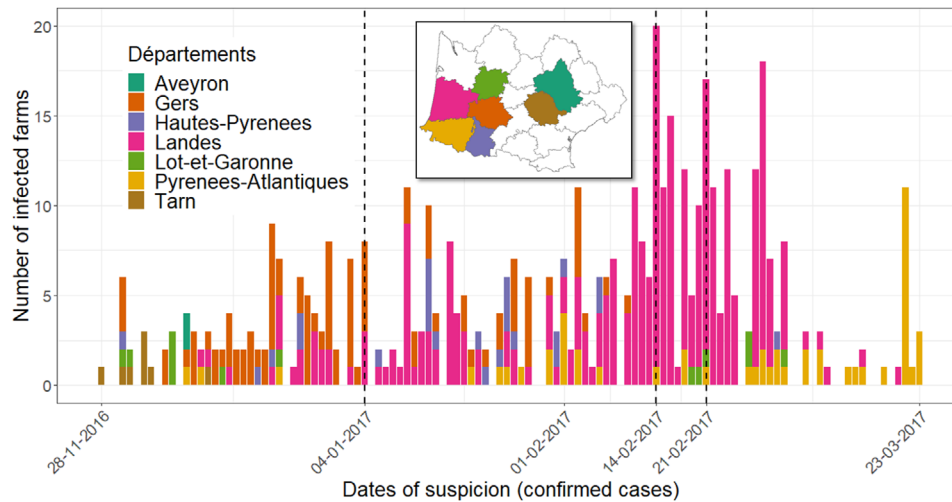 Number of infected farms
20
15
10
5
0
Départements
Aveyron
Gers
Hautes-Pyrenees
Landes
Lot-et-Garonne
Pyrenees-Atlantiques
Tarn
28-11-2016
04-01-2017
01-02-2017
14-02-2017
21-02-2017
23-03-2017
Dates of suspicion (confirmed cases)